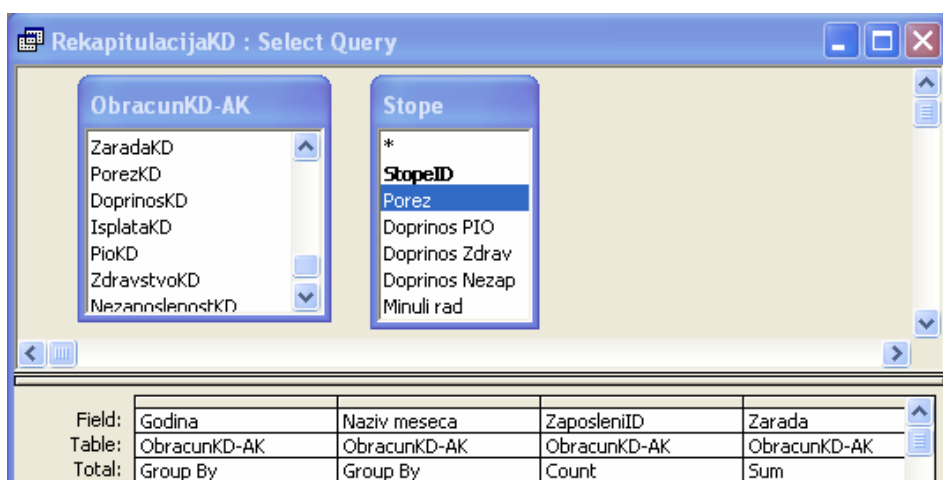 RekapitulacijaKD : Select Query
ObracunKD-AK
ZaradaKD
PorezKD
DoprinosKD
IsplataKD
PioKD
ZdravstvoKD
NezaposlenostKD
Stope
*
StopeID
Porez
Doprinos PIO
Doprinos Zdrav
Doprinos Nezap
Minuli rad
Field: Godina Naziv meseca ZaposleniID Zarada
Table: ObracunKD-AK ObracunKD-AK ObracunKD-AK ObracunKD-AK
Total: Group By Group By Count Sum